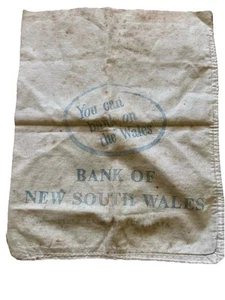 You can
bank on
the Wales
BANK OF
NEW SOUTH WALES